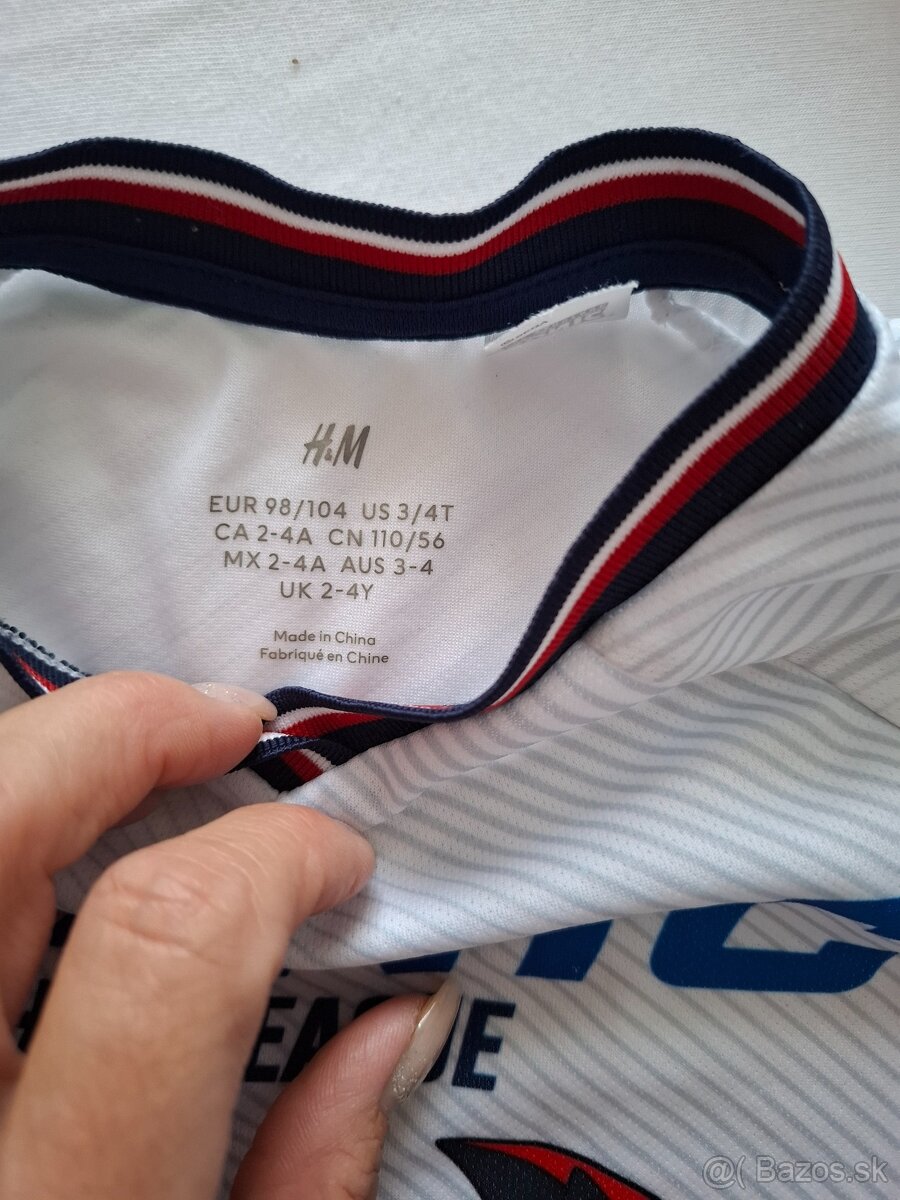 H&M
EUR 98/104 US 3/4T
CA 2-4A CN 110/56
MX 2-4A AUS 3-4
UK 2-4Y
Made in China
Fabriqué en Chine
@( Bazos.sk